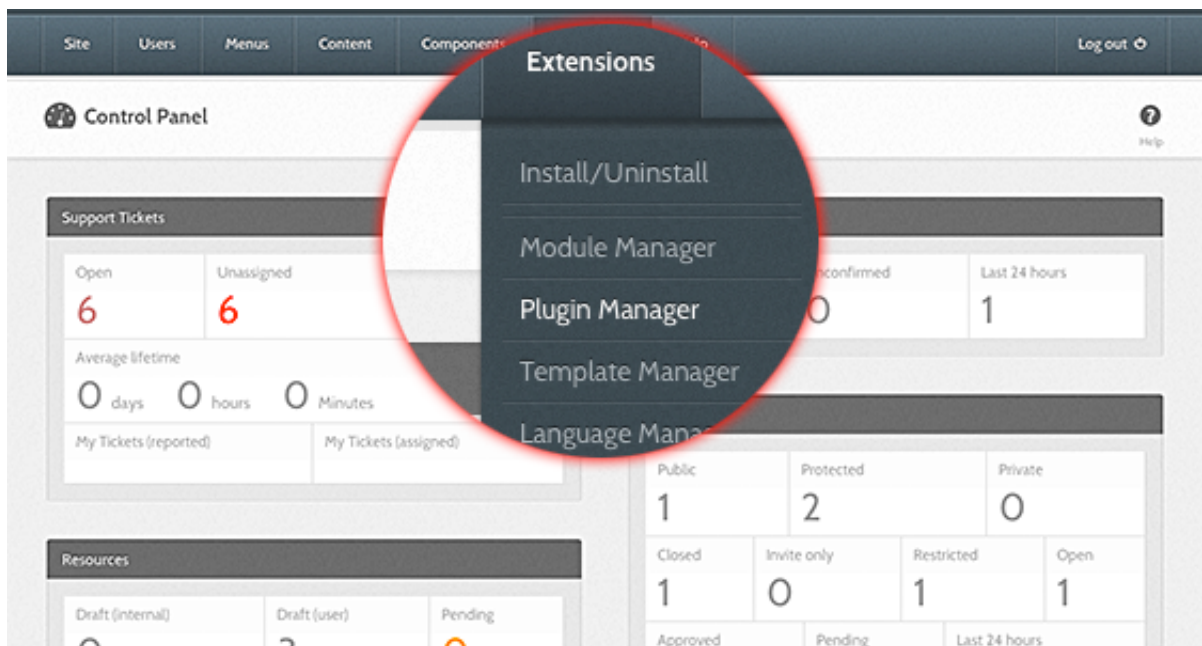 Site Users Menus Content Components Log out
Extensions
Control Panel
Help
Install/Uninstall
Module Manager
Plugin Manager
Template Manager
Language
Support Tickets
Open Unassigned
6 6
Average lifetime
0 days 0 hours 0 Minutes
My Tickets (reported) My Tickets (assigned)
Resources
Draft (internal) Draft (user) Pending
Last 24 hours
0 1
Public Protected Private
1 2 0
Closed Invite only Restricted Open
1 0 1 1
Approved Pending Last 24 hours